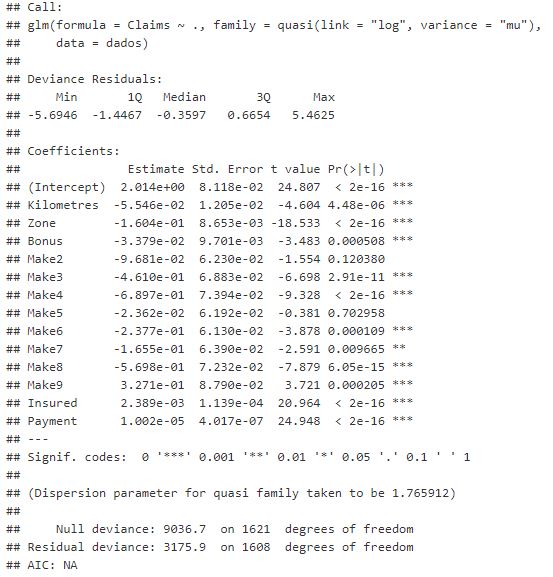 ## Call:
## glm(formula = Claims ~ ., family = quasi(link = "log", variance = "mu"),
##     data = dados)
##
## Deviance Residuals:
##     Min       1Q   Median       3Q      Max
## -5.6946  -1.4467  -0.3597   0.6654   5.4625
##
## Coefficients:
##               Estimate Std. Error t value Pr(>|t|)
## (Intercept)  2.014e+00  8.118e-02  24.807  < 2e-16 ***
## Kilometres  -5.546e-02  1.205e-02  -4.604 4.48e-06 ***
## Zone        -1.604e-01  8.653e-03 -18.533  < 2e-16 ***
## Bonus       -3.379e-02  9.701e-03  -3.483 0.000508 ***
## Make2       -9.681e-02  6.230e-02  -1.554 0.120380
## Make3       -4.610e-01  6.883e-02  -6.698 2.91e-11 ***
## Make4       -6.897e-01  7.394e-02  -9.328  < 2e-16 ***
## Make5       -2.362e-02  6.192e-02  -0.381 0.702958
## Make6       -2.377e-01  6.130e-02  -3.878 0.000109 ***
## Make7       -1.655e-01  6.390e-02  -2.591 0.009665 **
## Make8       -5.698e-01  7.232e-02  -7.879 6.05e-15 ***
## Make9        3.271e-01  8.790e-02   3.721 0.000205 ***
## Insured      2.389e-03  1.139e-04  20.964  < 2e-16 ***
## Payment      1.002e-05  4.017e-07  24.948  < 2e-16 ***
## ---
## Signif. codes:  0 '***' 0.001 '**' 0.01 '*' 0.05 '.' 0.1 ' ' 1
##
## (Dispersion parameter for quasi family taken to be 1.765912)
##
##     Null deviance: 9036.7  on 1621  degrees of freedom
## Residual deviance: 3175.9  on 1608  degrees of freedom
## AIC: NA